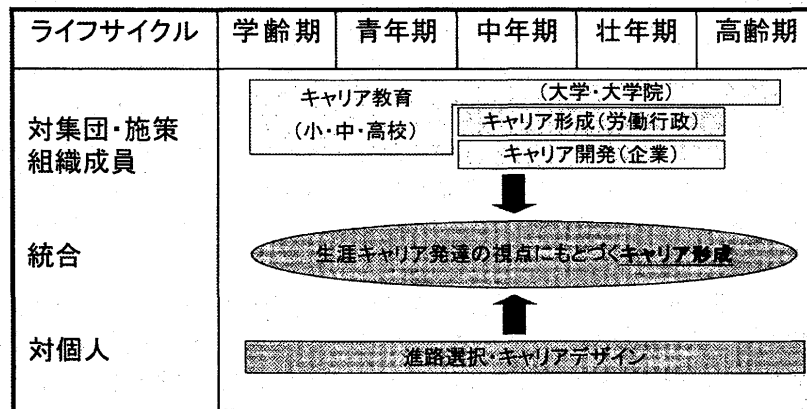 ライフサイクル 学齢期 青年期 中年期 壮年期 高齢期
キャリア教育 (大学・大学院)
(小・中・高校) キャリア形成(労働行政)
キャリア開発(企業)
対集団・施策
組織成員
統合
生涯キャリア発達の視点にもとづくキャリア形成
対個人
進路選択・キャリアデザイン